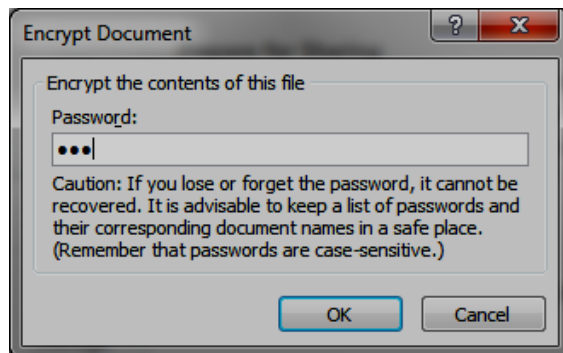 Encrypt Document
?
X
Encrypt the contents of this file
Password:
•••
Caution: If you lose or forget the password, it cannot be
recovered. It is advisable to keep a list of passwords and
their corresponding document names in a safe place.
(Remember that passwords are case-sensitive.)
OK
Cancel